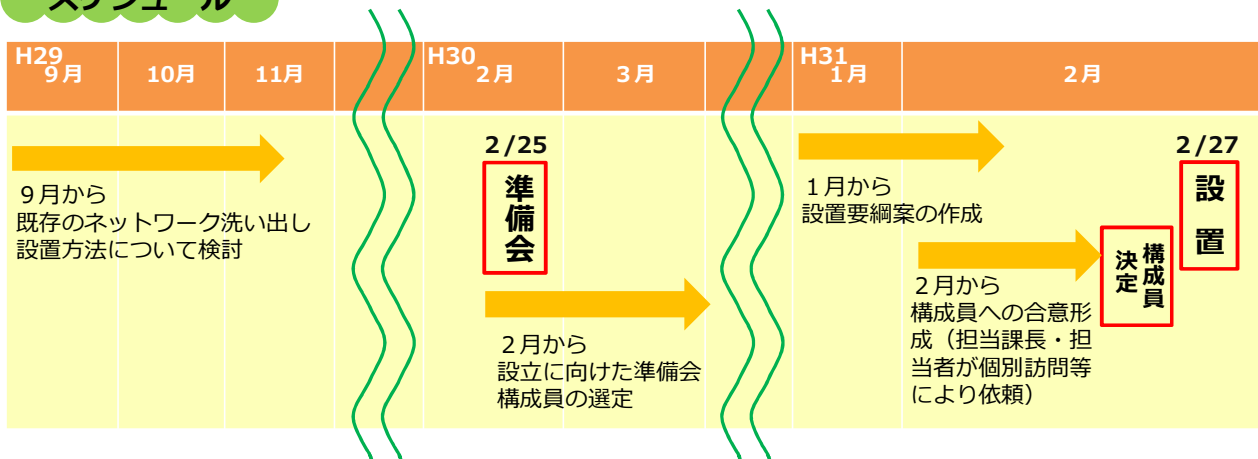 スケジュール
H29
9月
10月
11月
H30
2月
3月
H31
1月
2月
9月から
既存のネットワーク洗い出し
設置方法について検討
2/25
準備会
2月から
設立に向けた準備会
構成員の選定
1月から
設置要綱案の作成
2月から
構成員への合意形
成（担当課長・担
当者が個別訪問等
により依頼）
構成員
決定
2/27
設置